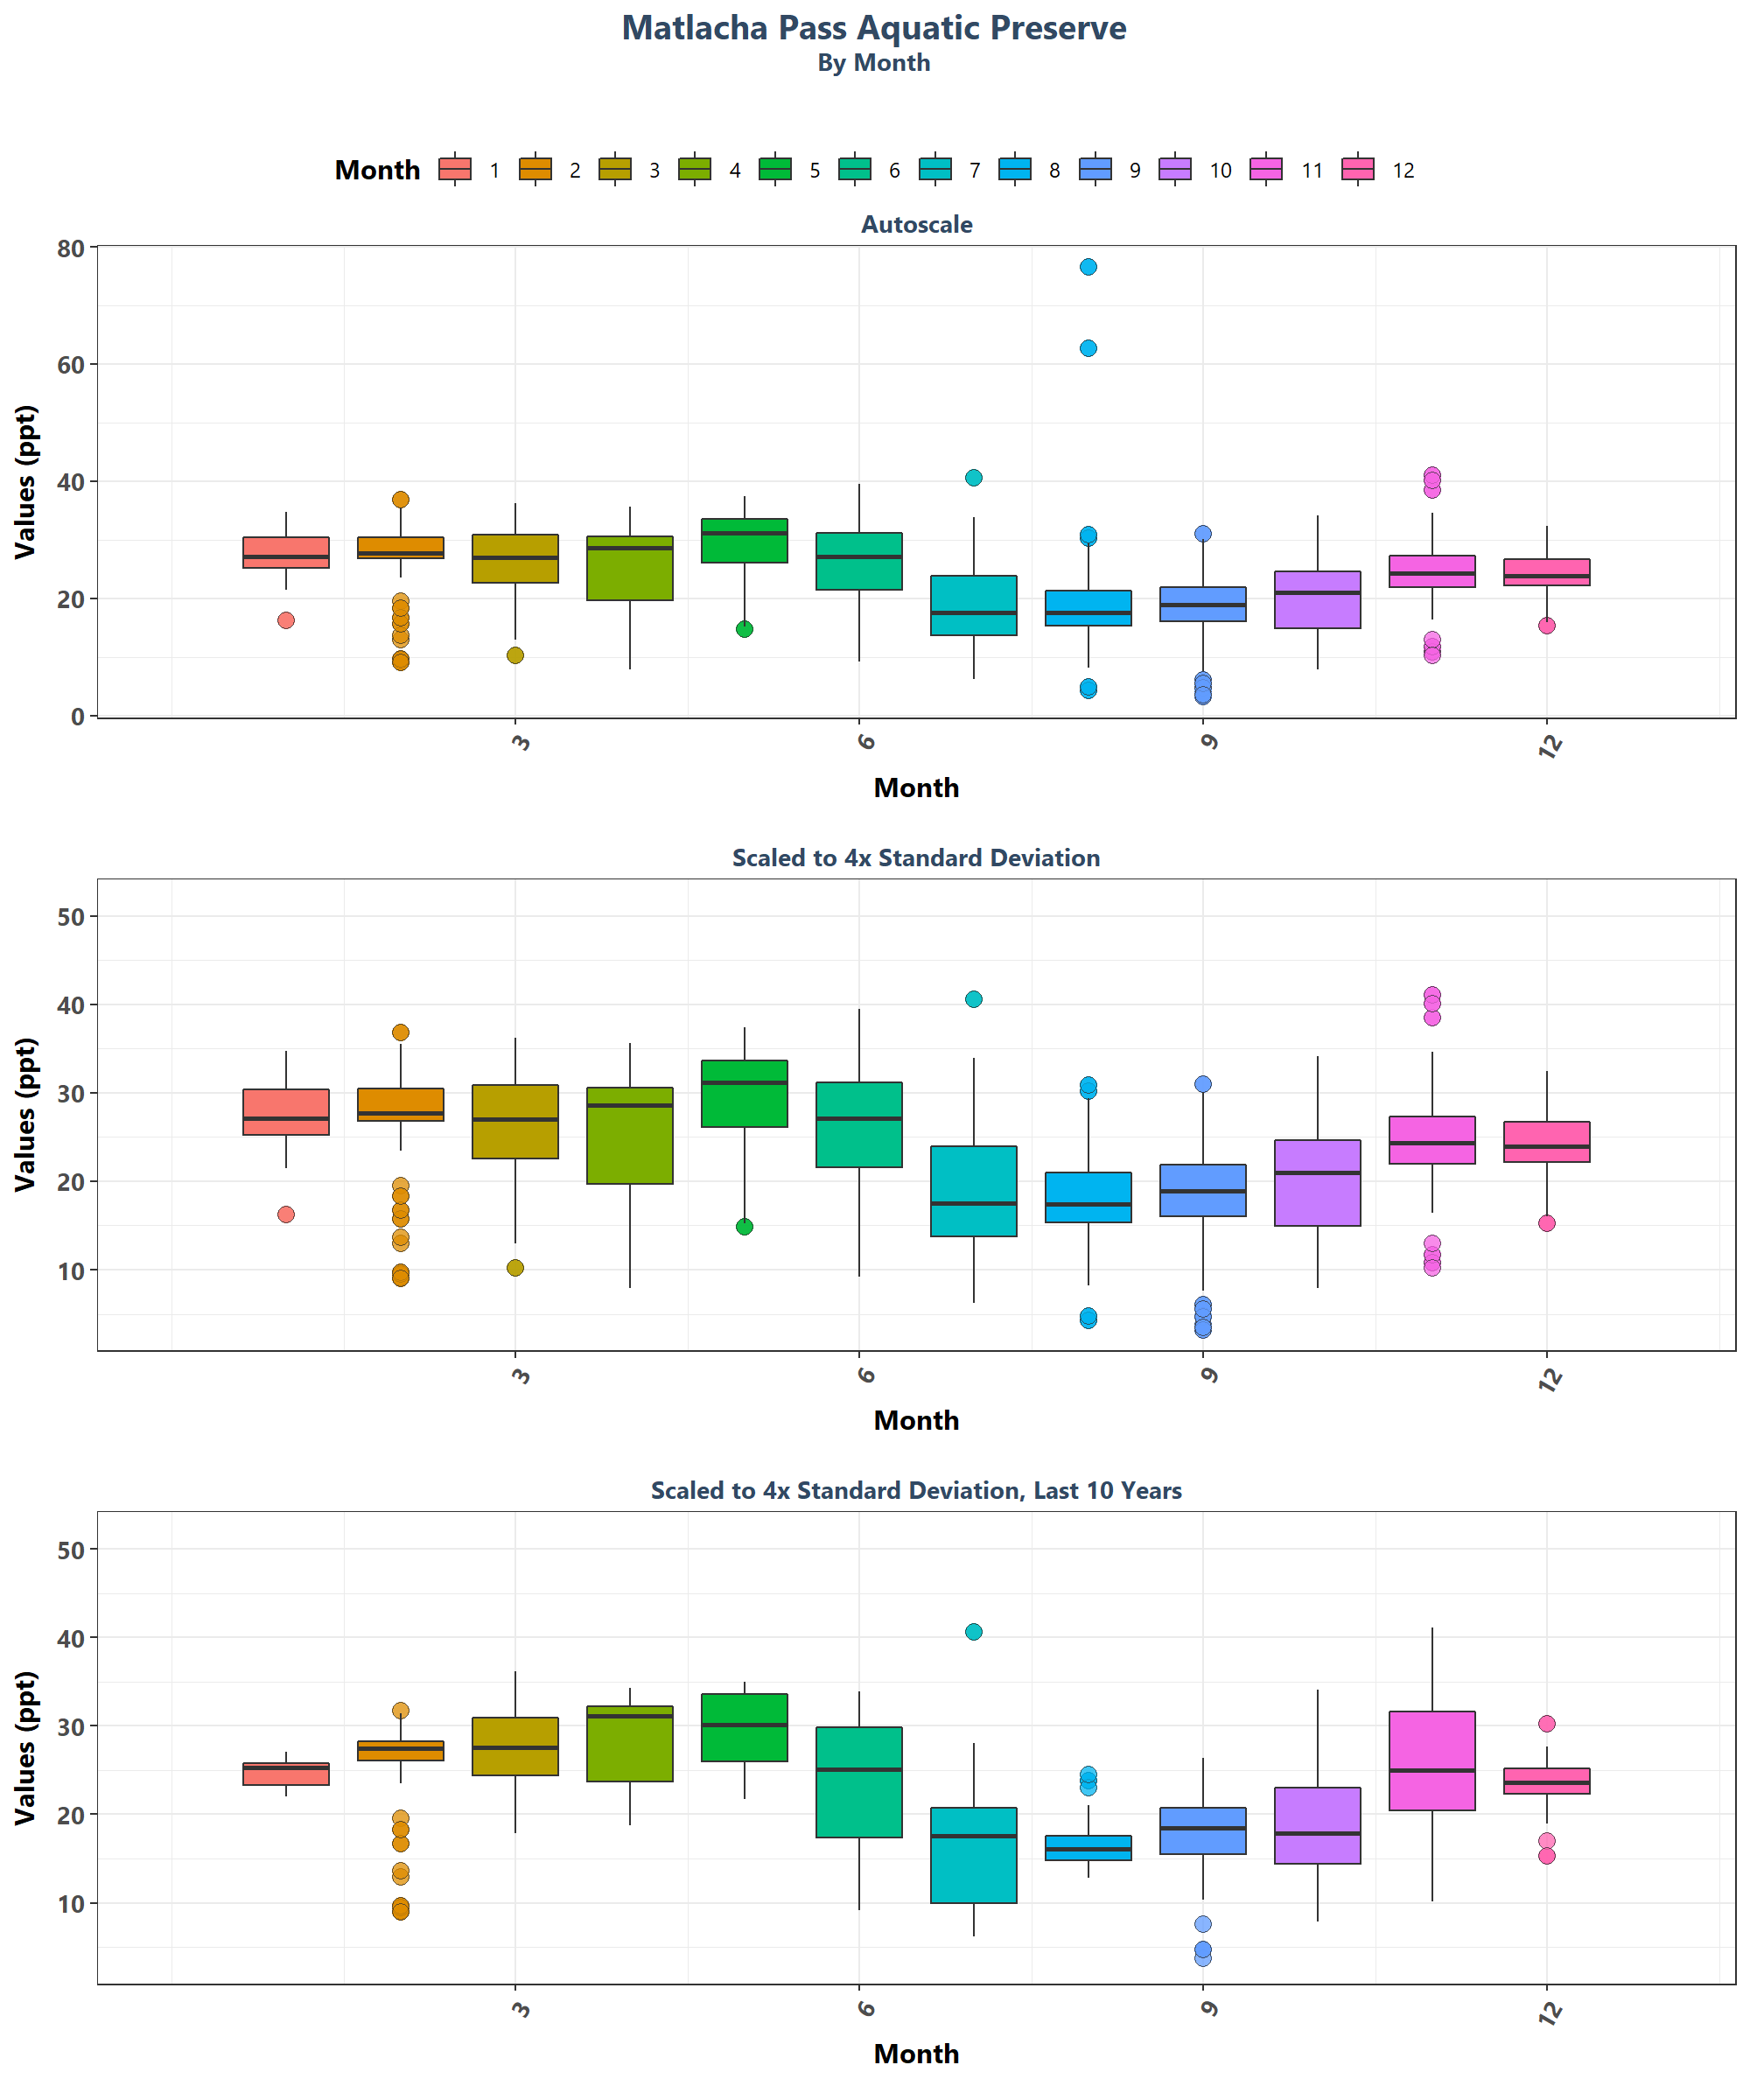 Matlacha Pass Aquatic Preserve
By Month
Month 1 2 3 4 5 6 7 8 9 10 11 12
Autoscale
Values (ppt)
80
60
40
20
0
3 6 9 12
Month
Scaled to 4x Standard Deviation
Values (ppt)
50
40
30
20
10
3 6 9 12
Month
Scaled to 4x Standard Deviation, Last 10 Years
Values (ppt)
50
40
30
20
10
3 6 9 12
Month